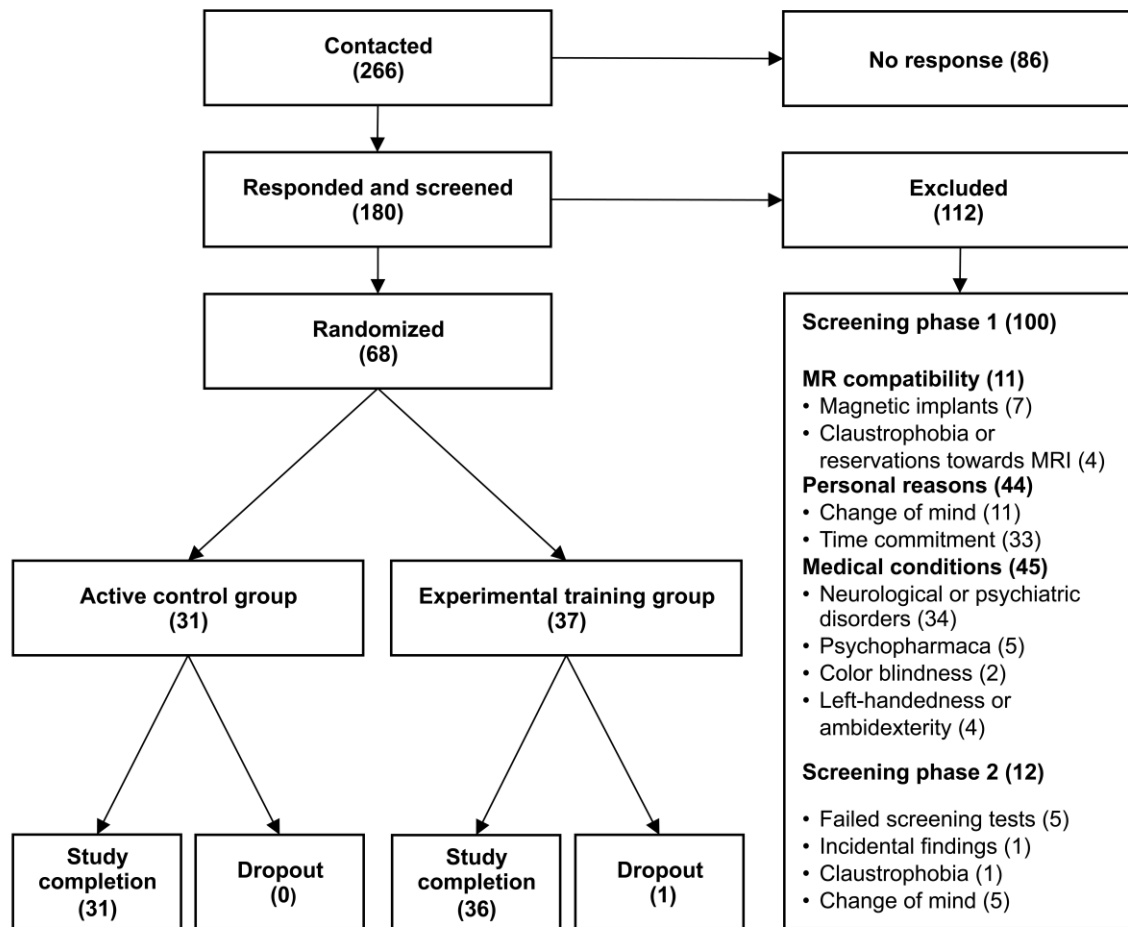 Contacted
(266)
No response (86)
Responded and screened
(180)
Excluded
(112)
Randomized
(68)
Screening phase 1 (100)
MR compatibility (11)
• Magnetic implants (7)
• Claustrophobia or
reservations towards MRI (4)
Personal reasons (44)
• Change of mind (11)
• Time commitment (33)
Medical conditions (45)
• Neurological or psychiatric
disorders (34)
• Psychopharmaca (5)
• Color blindness (2)
• Left-handedness or
ambidexterity (4)
Screening phase 2 (12)
• Failed screening tests (5)
• Incidental findings (1)
• Claustrophobia (1)
• Change of mind (5)
Active control group
(31)
Experimental training group
(37)
Study
completion
(31)
Dropout
(0)
Study
completion
(36)
Dropout
(1)